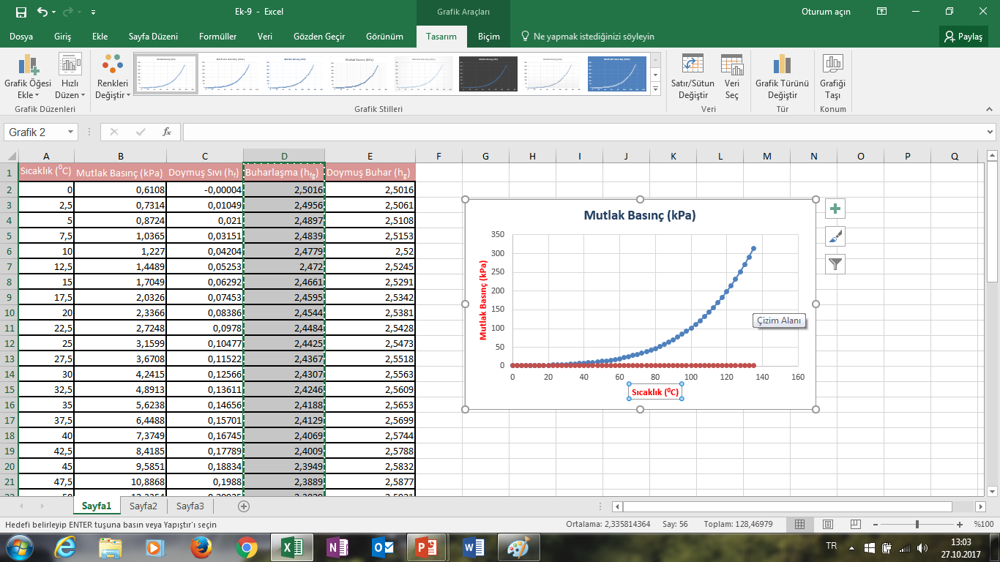 Ek-9 - Excel
Grafik Araçları
Oturum açın
Dosya Giriş Ekle Sayfa Düzeni Formüller Veri Gözden Geçir Görünüm Tasarım Biçim Ne yapmak istediğinizi söyleyin Paylaş
Grafik Öğesi Ekle
Hızlı Düzen
Renkleri Değiştir
Satır/Sütun Değiştir
Veri Seç
Grafik Türünü Değiştir
Grafiği Taşı
Grafik Düzenleri Grafik Stilleri Veri Tür Konum
Grafik 2 fx
A B C D E F G H I J K L M N O P Q
1 Sıcaklık (⁰C) Mutlak Basınç (kPa) Doymuş Sıvı (hf) Buharlaşma (hfg) Doymuş Buhar (hg)
2 0 0,6108 -0,00004 2,5016 2,5016
3 2,5 0,7314 0,01049 2,4956 2,5061
4 5 0,8724 0,021 2,4897 2,5108
5 7,5 1,0365 0,03151 2,4839 2,5153
6 10 1,227 0,04204 2,4779 2,52
7 12,5 1,4489 0,05253 2,472 2,5245
8 15 1,7049 0,06292 2,4661 2,5291
9 17,5 2,0326 0,07453 2,4595 2,5342
10 20 2,3366 0,08386 2,4544 2,5381
11 22,5 2,7248 0,0978 2,4484 2,5428
12 25 3,1599 0,10477 2,4425 2,5473
13 27,5 3,6708 0,11522 2,4367 2,5518
14 30 4,2415 0,12566 2,4307 2,5563
15 32,5 4,8913 0,13611 2,4246 2,5609
16 35 5,6238 0,14656 2,4188 2,5653
17 37,5 6,4488 0,15701 2,4129 2,5699
18 40 7,3749 0,16745 2,4069 2,5744
19 42,5 8,4185 0,17789 2,4009 2,5788
20 45 9,5851 0,18834 2,3949 2,5832
21 47,5 10,8868 0,1988 2,3889 2,5877
Mutlak Basınç (kPa)
350
300
250
200
150
100
50
0
Mutlak Basınç (kPa)
0 20 40 60 80 100 120 140 160
Sıcaklık (⁰C)
Çizim Alanı
Sayfa1 Sayfa2 Sayfa3
Hedefi belirleyip ENTER tuşuna basın veya Yapıştır'ı seçin
Ortalama: 2,335814364 Say: 56 Toplam: 128,46979
%100
TR
13:03
27.10.2017